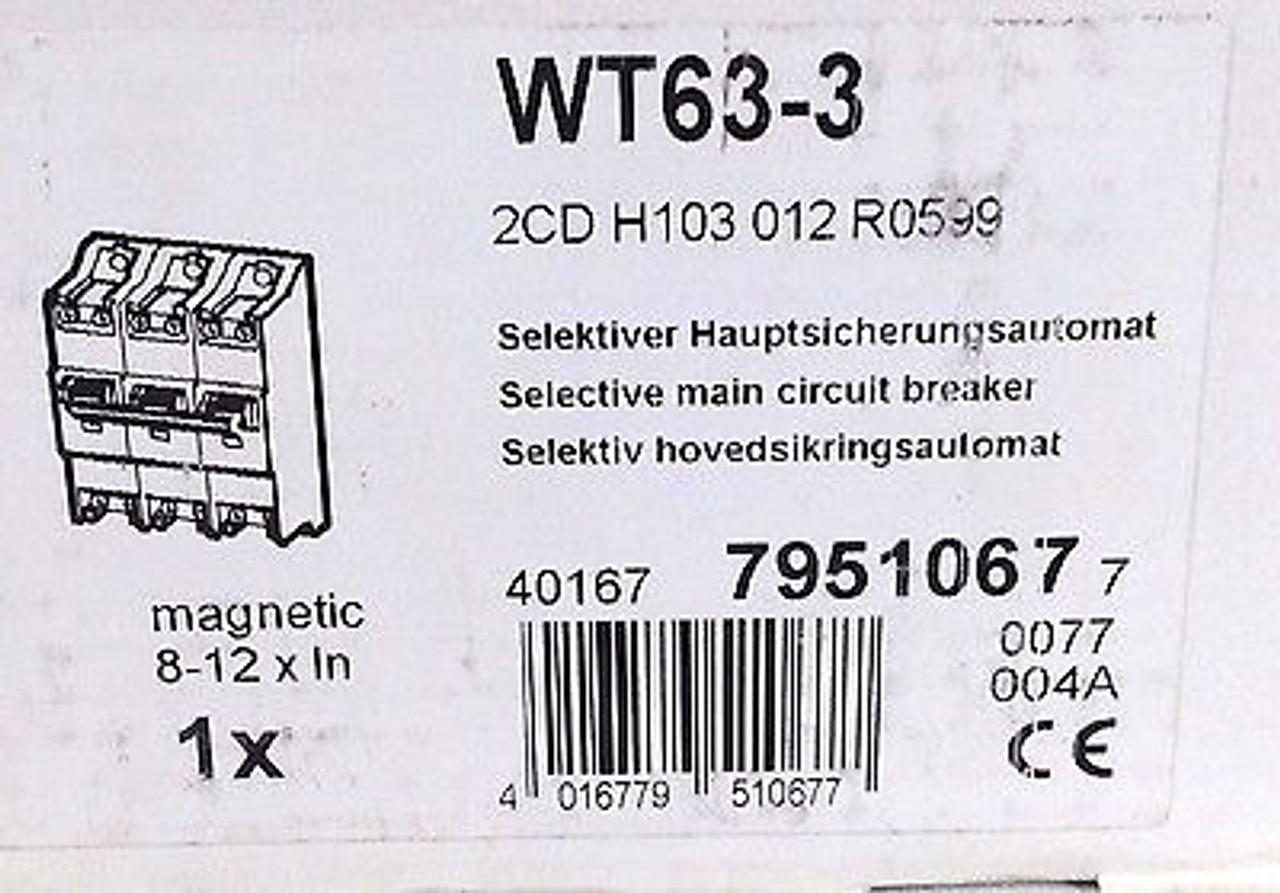 WT63-3
2CD H103 012 R0599
Selektiver Hauptsicherungsautomat
Selective main circuit breaker
Selektiv hovedsikringsautomat
40167 7951067 7
magnetic
8-12 x In
1x
0077
004A
CE
4 016779 510677